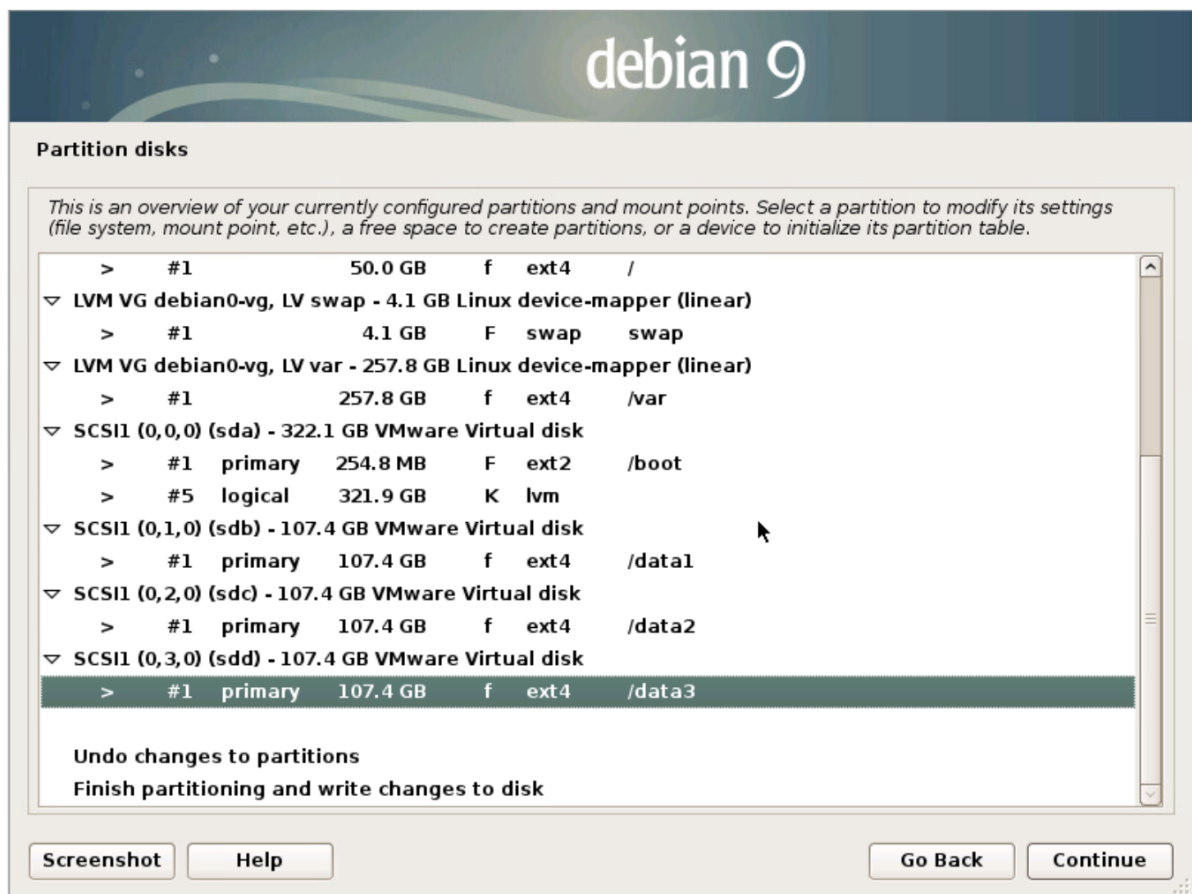 debian 9
Partition disks
This is an overview of your currently configured partitions and mount points. Select a partition to modify its settings
(file system, mount point, etc.), a free space to create partitions, or a device to initialize its partition table.
> #1 50.0 GB f ext4 /
LVM VG debian0-vg, LV swap - 4.1 GB Linux device-mapper (linear)
> #1 4.1 GB F swap swap
LVM VG debian0-vg, LV var - 257.8 GB Linux device-mapper (linear)
> #1 257.8 GB f ext4 /var
SCSI1 (0,0,0) (sda) - 322.1 GB VMware Virtual disk
> #1 primary 254.8 MB F ext2 /boot
> #5 logical 321.9 GB K lvm
SCSI1 (0,1,0) (sdb) - 107.4 GB VMware Virtual disk
> #1 primary 107.4 GB f ext4 /data1
SCSI1 (0,2,0) (sdc) - 107.4 GB VMware Virtual disk
> #1 primary 107.4 GB f ext4 /data2
SCSI1 (0,3,0) (sdd) - 107.4 GB VMware Virtual disk
> #1 primary 107.4 GB f ext4 /data3
Undo changes to partitions
Finish partitioning and write changes to disk
Screenshot Help Go Back Continue